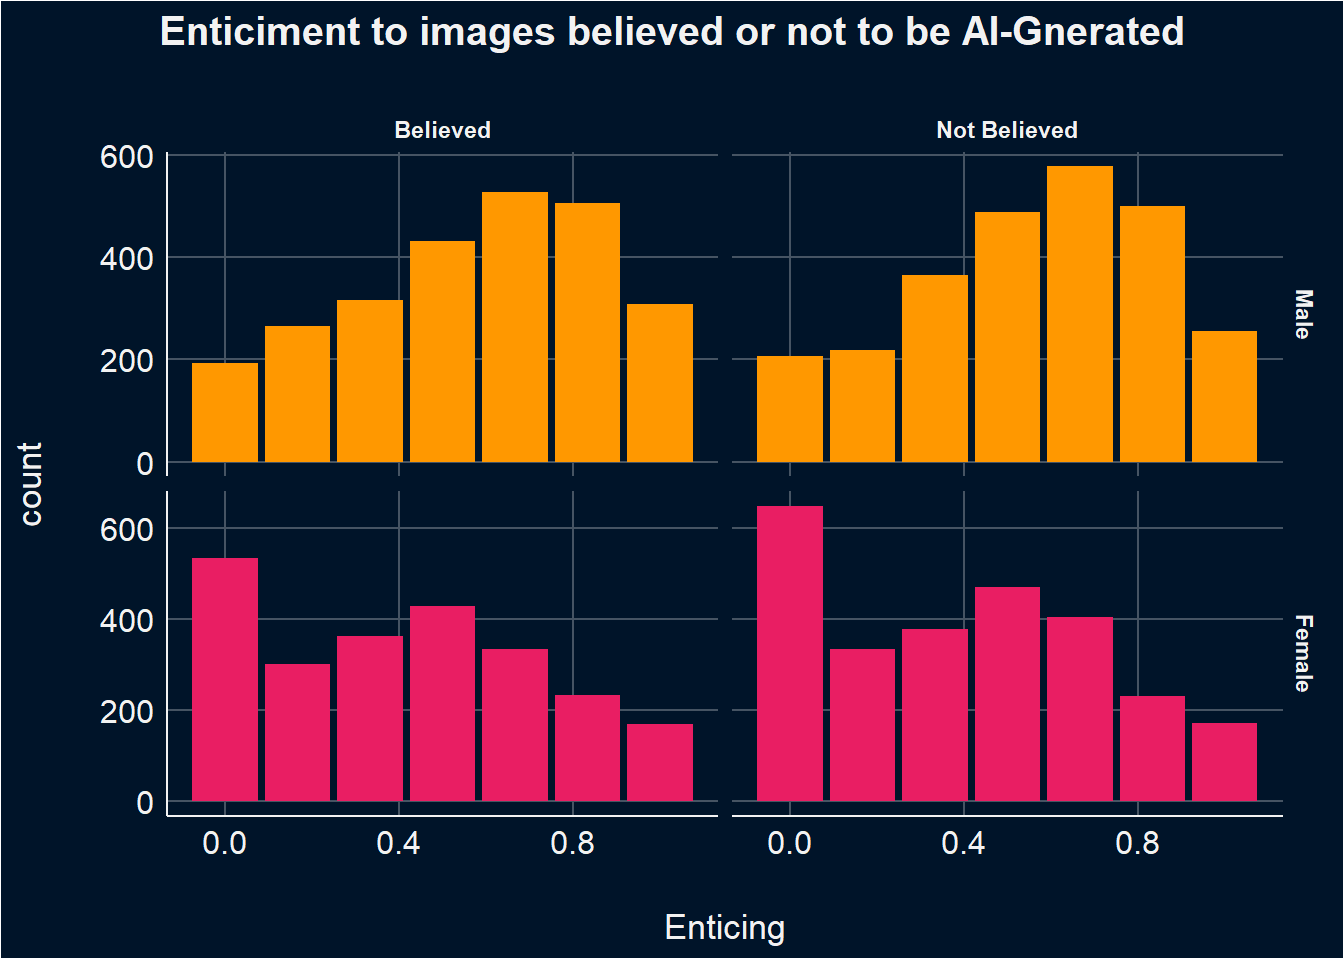 Enticiment to images believed or not to be AI-Gnerated
Believed
Not Believed
600
400
200
0
Male
count
600
400
200
0
Female
0.0 0.4 0.8
0.0 0.4 0.8
Enticing